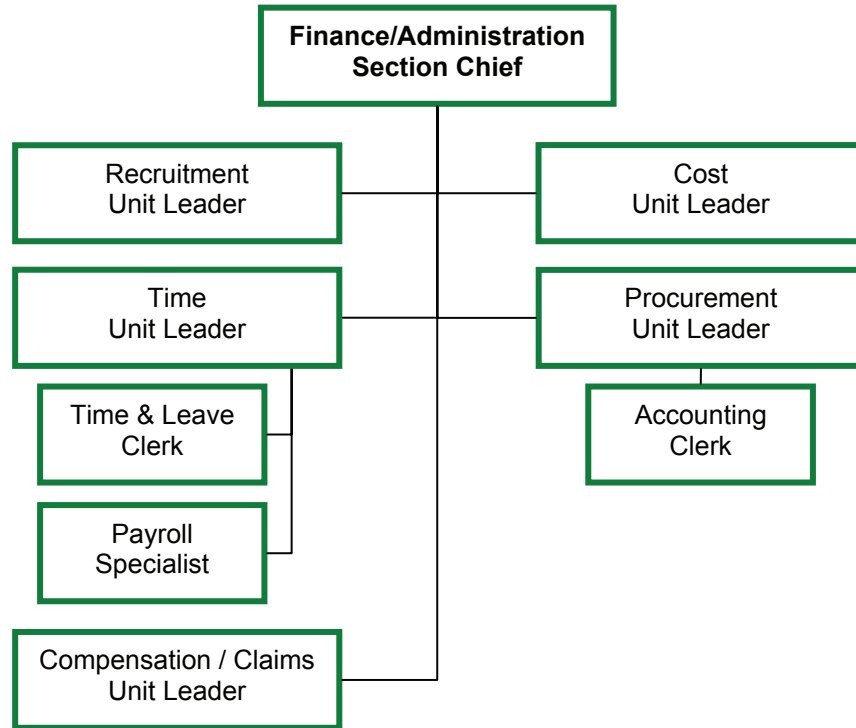 Finance/Administration
Section Chief
Recruitment
Unit Leader
Cost
Unit Leader
Time
Unit Leader
Procurement
Unit Leader
Time & Leave
Clerk
Accounting
Clerk
Payroll
Specialist
Compensation / Claims
Unit Leader